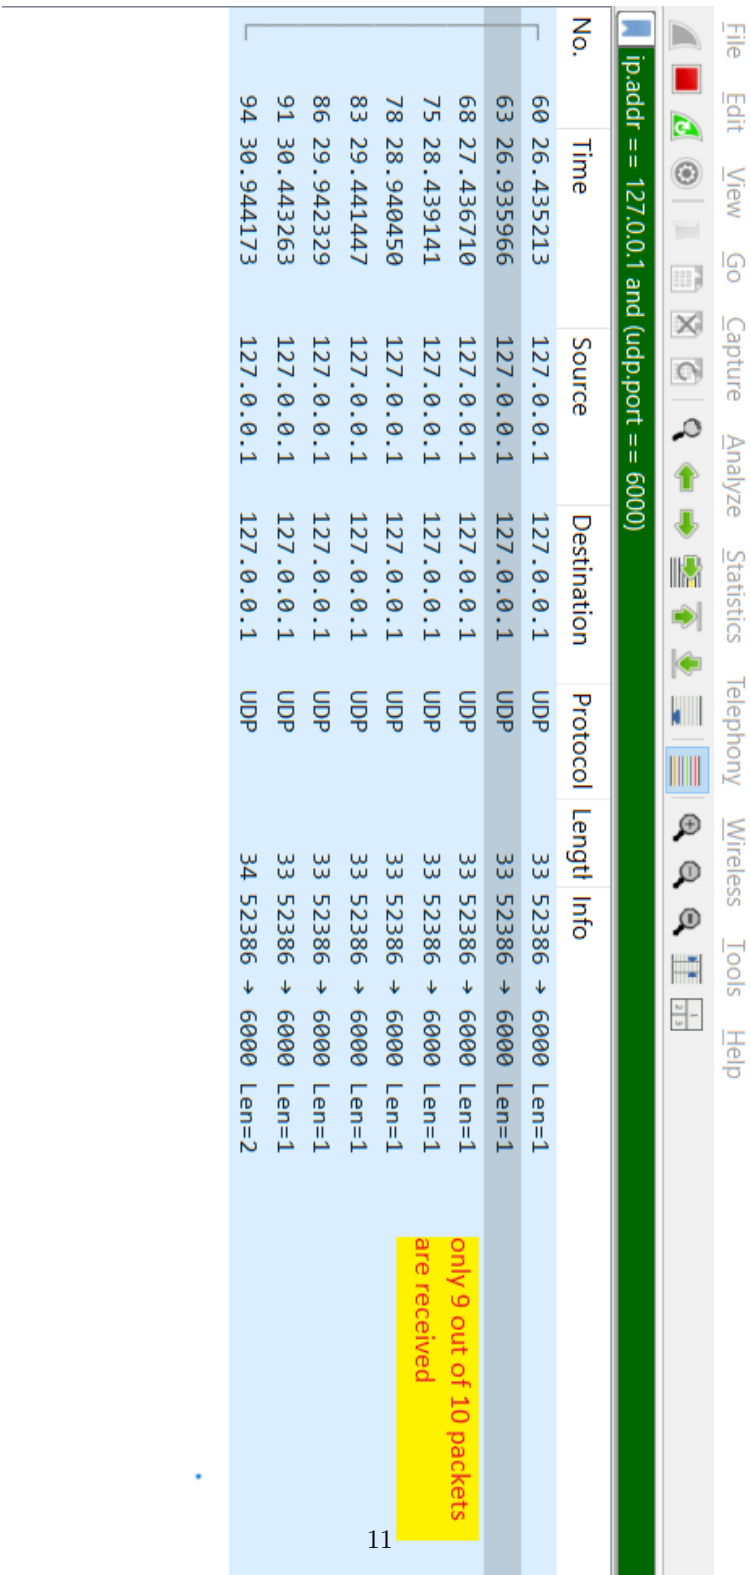 File Edit View Go Capture Analyze Statistics Telephony Wireless Tools Help
ip.addr == 127.0.0.1 and (udp.port == 6000)
No. Time Source Destination Protocol Lengtl Info
60 26.435213 127.0.0.1 127.0.0.1 UDP 33 52386 → 6000 Len=1
63 26.935966 127.0.0.1 127.0.0.1 UDP 33 52386 → 6000 Len=1
68 27.436710 127.0.0.1 127.0.0.1 UDP 33 52386 → 6000 Len=1
75 28.439141 127.0.0.1 127.0.0.1 UDP 33 52386 → 6000 Len=1
78 28.940450 127.0.0.1 127.0.0.1 UDP 33 52386 → 6000 Len=1
83 29.441447 127.0.0.1 127.0.0.1 UDP 33 52386 → 6000 Len=1
86 29.942329 127.0.0.1 127.0.0.1 UDP 33 52386 → 6000 Len=1
91 30.443263 127.0.0.1 127.0.0.1 UDP 33 52386 → 6000 Len=1
94 30.944173 127.0.0.1 127.0.0.1 UDP 34 52386 → 6000 Len=2
only 9 out of 10 packets
are received
11